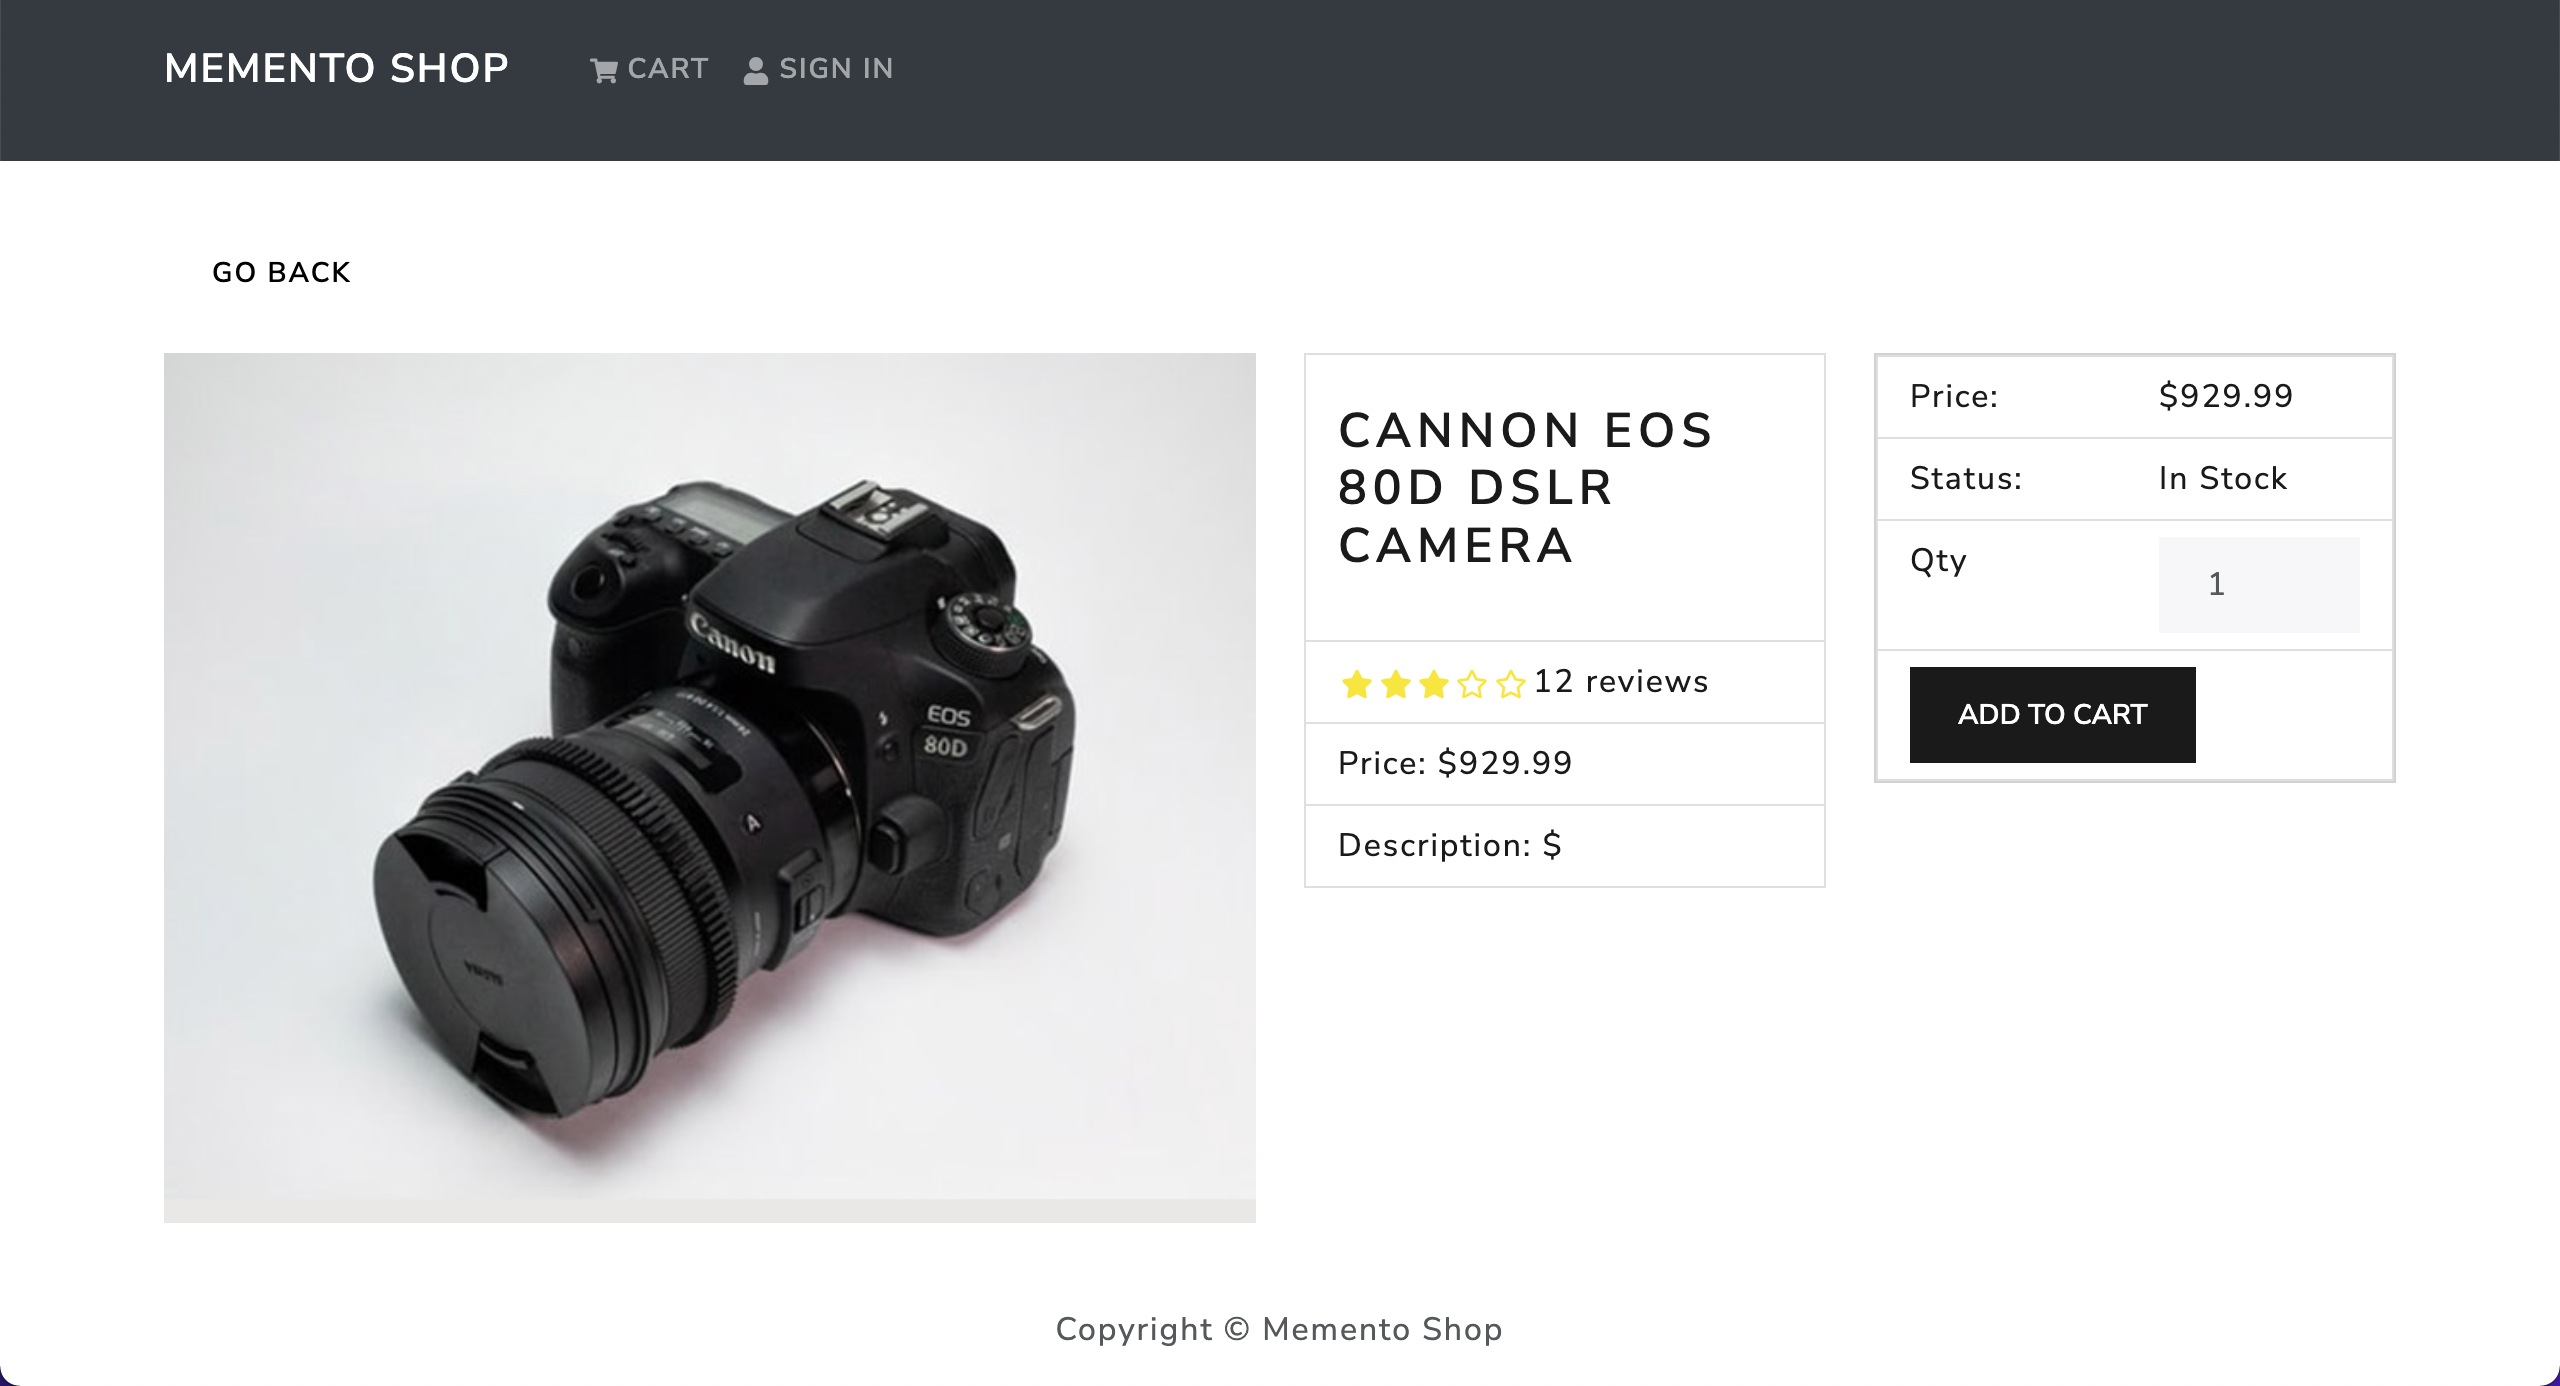 MEMENTO SHOP
CART
SIGN IN
GO BACK
Canon
EOS
80D
A
CANNON EOS
80D DSLR
CAMERA
12 reviews
Price: $929.99
Description: $
Price: $929.99
Status: In Stock
Qty 1
ADD TO CART
Copyright © Memento Shop